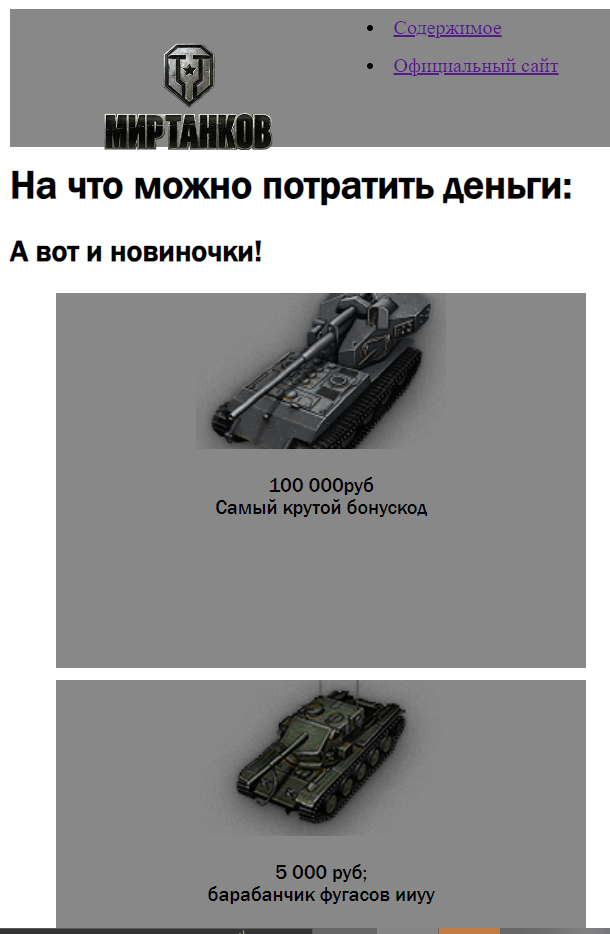 Содержимое
Официальный сайт
МИР ТАНКОВ
На что можно потратить деньги:
А вот и новиночки!
100 000руб
Самый крутой бонускод
5 000 руб;
барабанчик фугасов ииуу